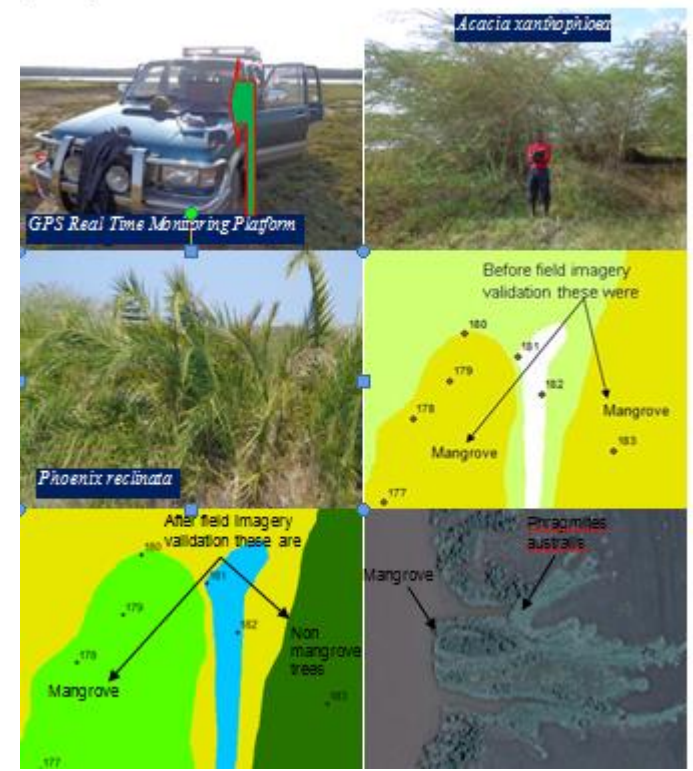 Acacia xanthophloea
GPS Real Time Monitoring Platform
Before field imagery
validation these were
180
181
179
182
178
Mangrove
183
Mangrove
177
Phoenix reclinata
After field imagery
validation these are
180
181
179
182
Non
mangrove
trees
178
Mangrove
183
177
Phragmites
australis
Mangrove